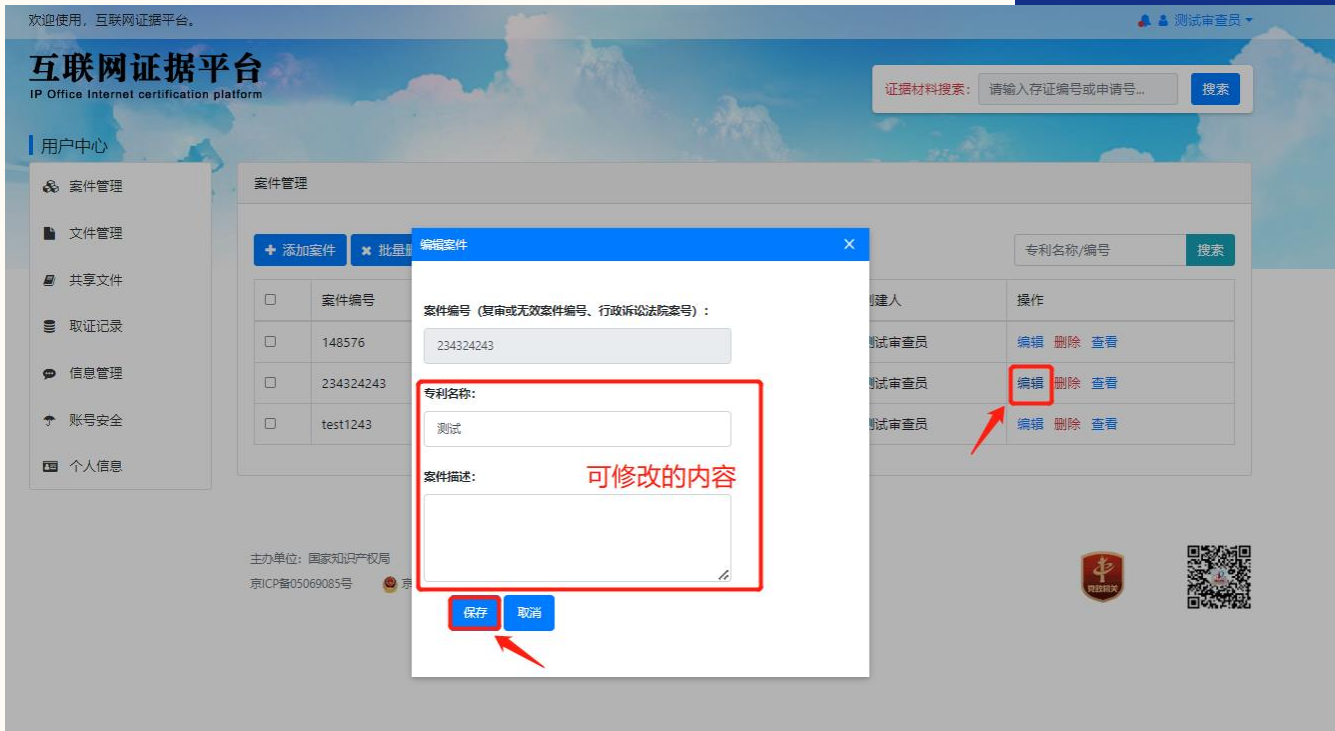 欢迎使用，互联网证据平台。
测试审查员
互联网证据平台
IP Office Internet certification platform
证据材料搜索： 请输入存证编号或申请号... 搜索
用户中心
案件管理
文件管理
共享文件
取证记录
信息管理
账号安全
个人信息
案件管理
添加案件 批量
专利名称/编号 搜索
案件编号 建人 操作
148576 试审查员 编辑 删除 查看
234324243 试审查员 编辑 删除 查看
test1243 试审查员 编辑 删除 查看
编辑案件
案件编号（复审或无效案件编号、行政诉讼法院案号）：
234324243
专利名称：
测试
案件描述：
可修改的内容
保存 取消
主办单位：国家知识产权局
京ICP备05069085号 京
党政机关